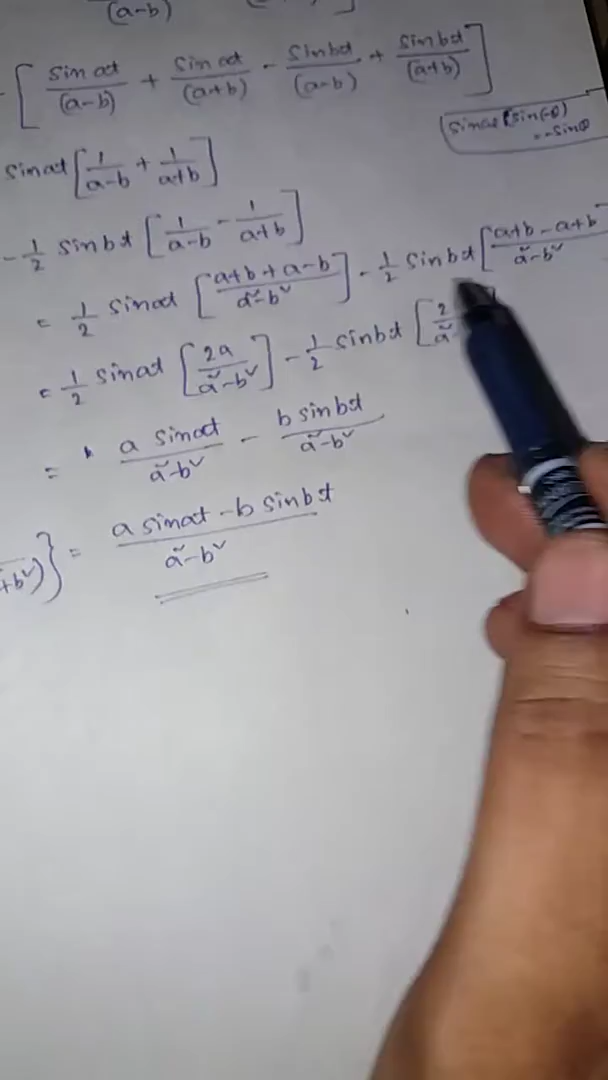 (a-b) ]
- [ sin at/(a-b) + sin at/(a+b) - sin bt/(a-b) + sin bt/(a+b) ]
sin(-θ) = -sinθ
sin at [ 1/(a-b) + 1/(a+b) ]
- 1/2 sin bt [ 1/(a-b) - 1/(a+b) ]
= 1/2 sin at [ (a+b+a-b)/(a²-b²) ] - 1/2 sin bt [ (a+b-a+b)/(a²-b²)
= 1/2 sin at [ 2a/(a²-b²) ] - 1/2 sin bt [ 2
= a sin at/(a²-b²) - b sin bt/(a²-b²)
+b²)} = (a sin at - b sin bt)/(a²-b²)